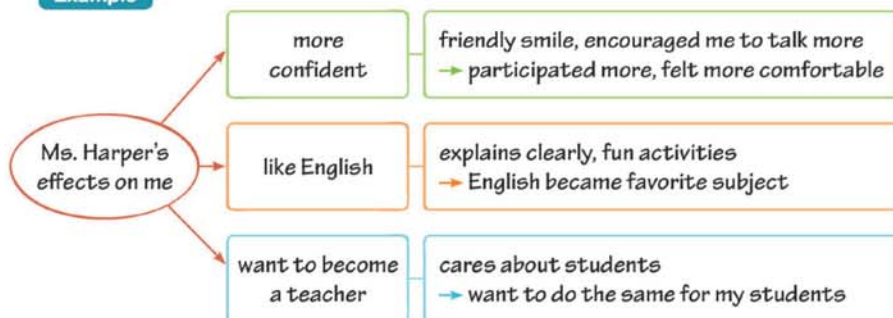 Example
Ms. Harper's
effects on me
more
confident
friendly smile, encouraged me to talk more
→ participated more, felt more comfortable
like English
explains clearly, fun activities
→ English became favorite subject
want to become
a teacher
cares about students
→ want to do the same for my students